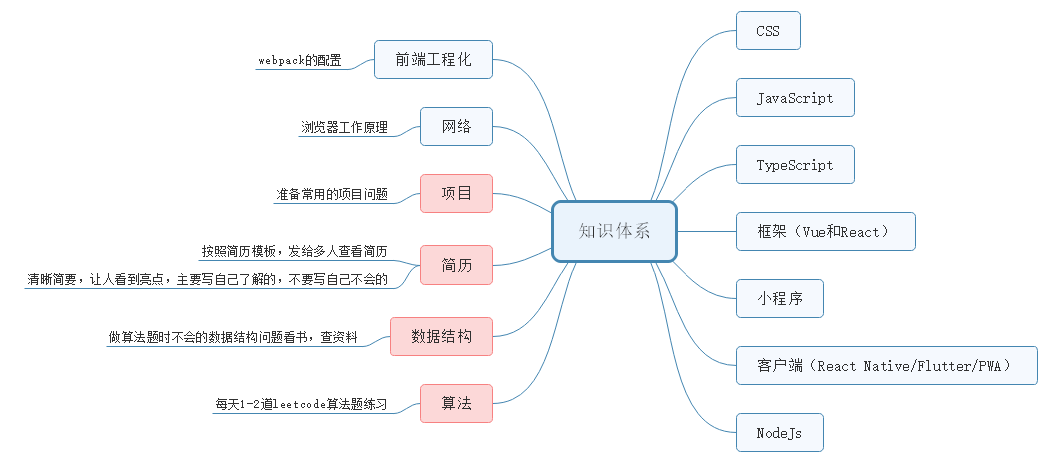 知识体系
CSS
JavaScript
TypeScript
框架（Vue和React）
小程序
客户端（React Native/Flutter/PWA）
NodeJs
前端工程化
webpack的配置
网络
浏览器工作原理
项目
准备常用的项目问题
简历
按照简历模板，发给多人查看简历
清晰简要，让人看到亮点，主要写自己了解的，不要写自己不会的
数据结构
做算法题时不会的数据结构问题看书，查资料
算法
每天1-2道leetcode算法题练习